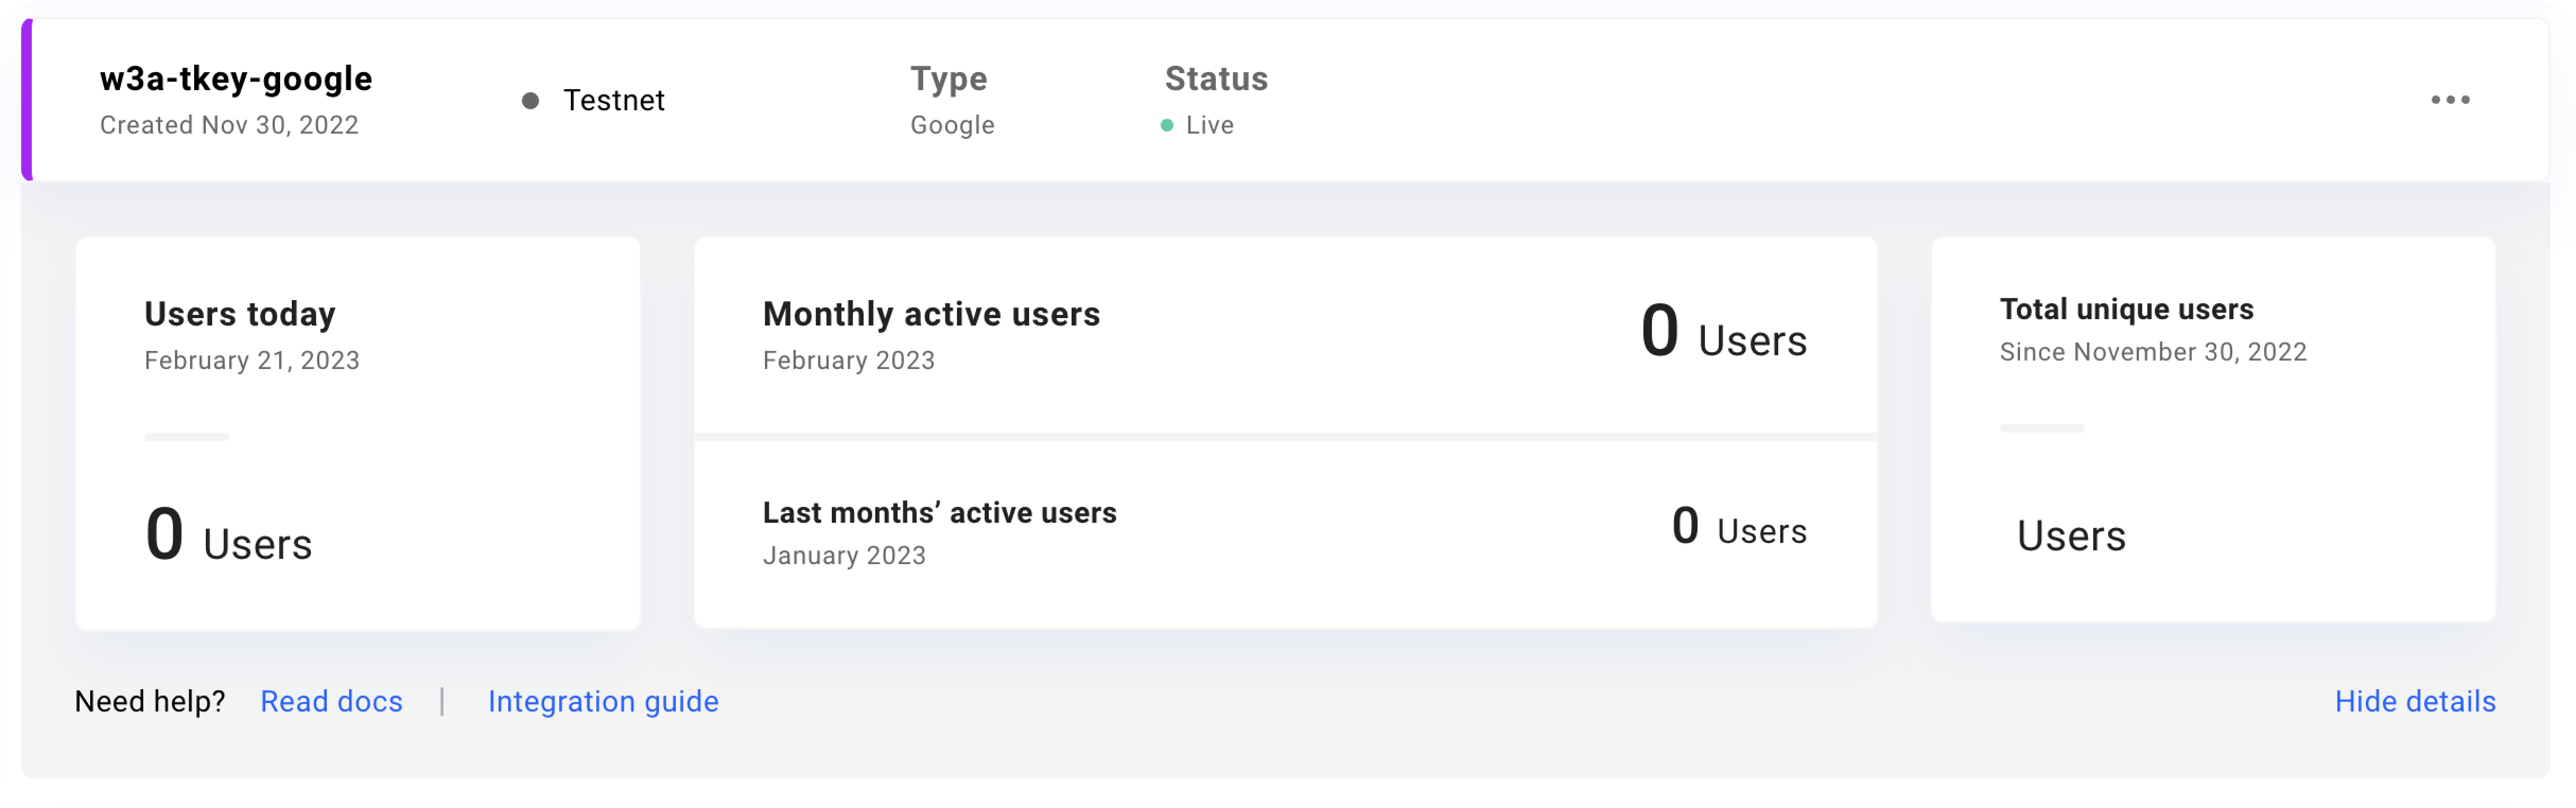 w3a-tkey-google
Created Nov 30, 2022
Testnet
Type
Google
Status
Live
Users today
February 21, 2023
0 Users
Monthly active users
February 2023
0 Users
Last months’ active users
January 2023
0 Users
Total unique users
Since November 30, 2022
Users
Need help? Read docs | Integration guide
Hide details